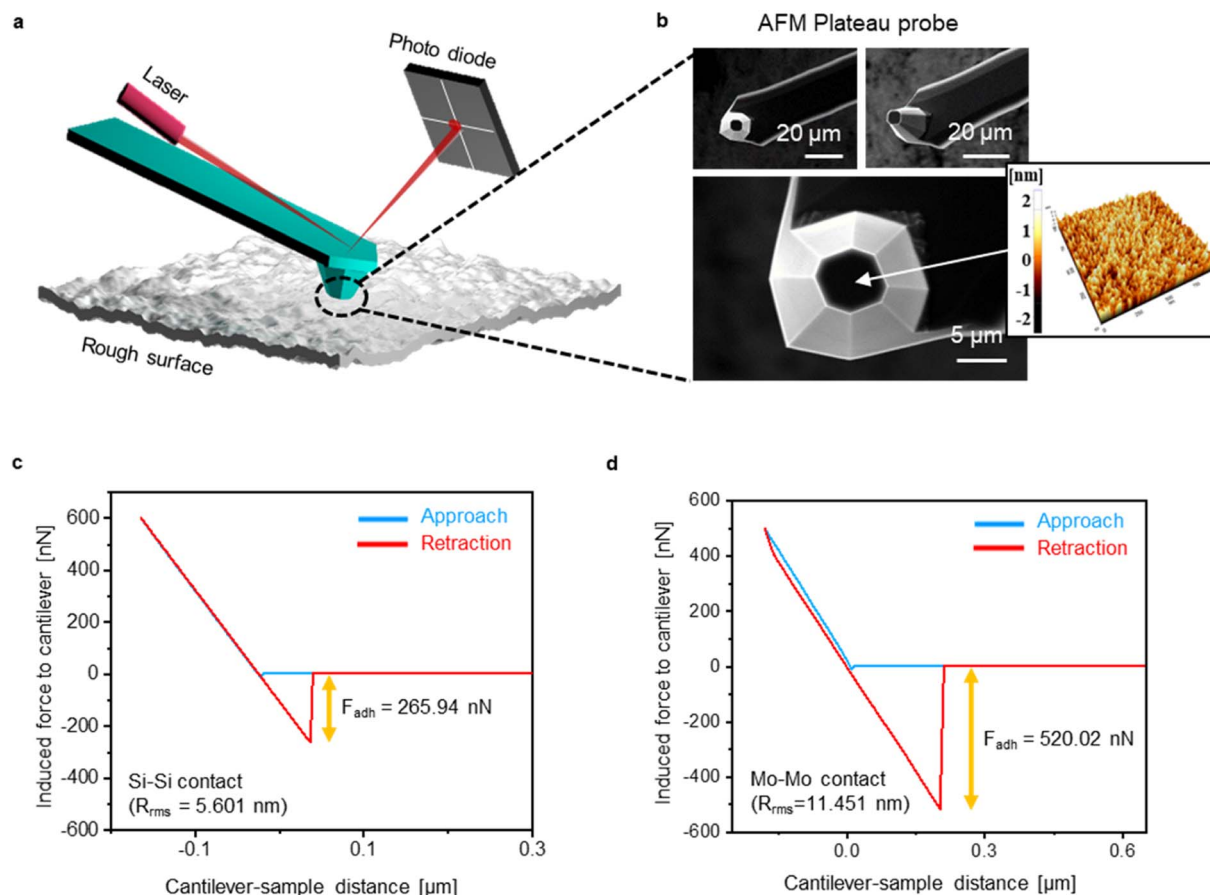 a
Laser
Photo diode
Rough surface
b
AFM Plateau probe
20 µm
20 µm
5 µm
[nm]
2
1
0
-1
-2
c
Induced force to cantilever [nN]
600
400
200
0
-200
-400
-600
Approach
Retraction
Fadh = 265.94 nN
Si-Si contact
(Rrms = 5.601 nm)
-0.1
0.1
0.3
Cantilever-sample distance [µm]
d
Induced force to cantilever [nN]
600
400
200
0
-200
-400
-600
Approach
Retraction
Fadh = 520.02 nN
Mo-Mo contact
(Rrms=11.451 nm)
0.0
0.3
0.6
Cantilever-sample distance [µm]